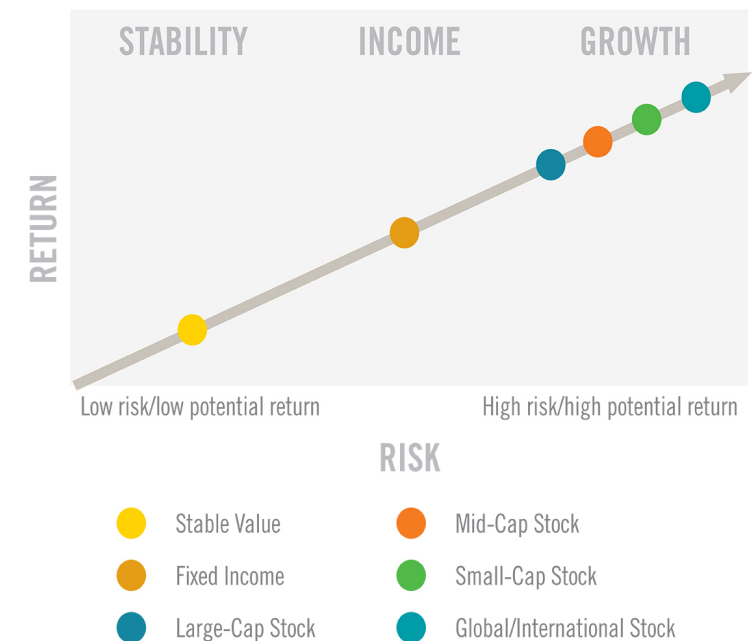 STABILITY INCOME GROWTH
RETURN
Low risk/low potential return High risk/high potential return
RISK
Stable Value Mid-Cap Stock
Fixed Income Small-Cap Stock
Large-Cap Stock Global/International Stock